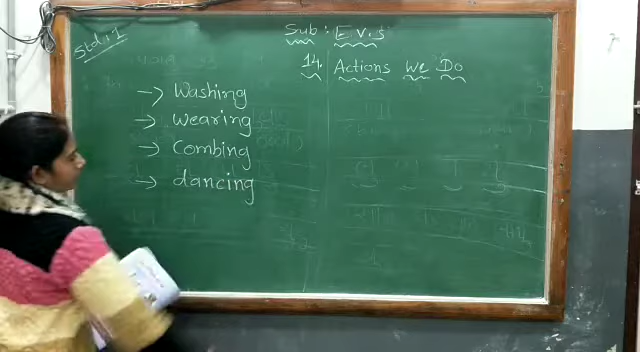 Std: 1
Sub: E.V.S
14. Actions We Do
→ Washing
→ Wearing
→ Combing
→ dancing